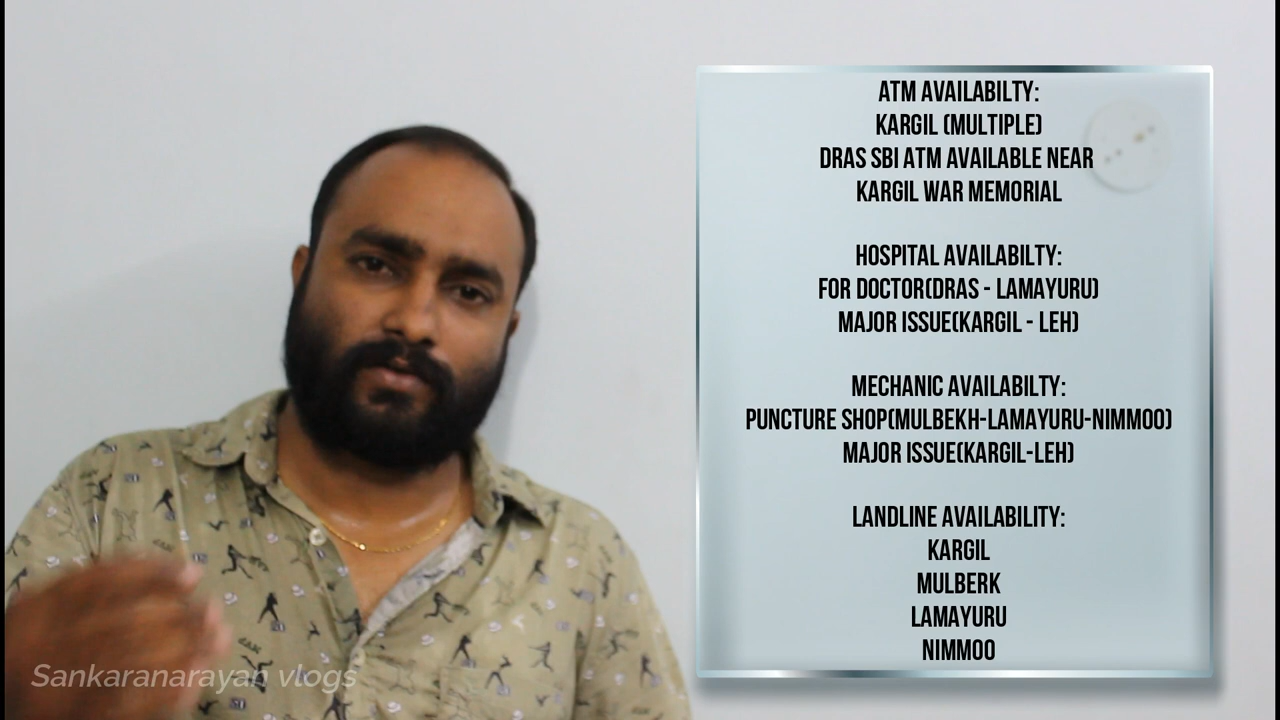 ATM AVAILABILTY:
KARGIL (MULTIPLE)
DRAS SBI ATM AVAILABLE NEAR
KARGIL WAR MEMORIAL
HOSPITAL AVAILABILTY:
FOR DOCTOR(DRAS - LAMAYURU)
MAJOR ISSUE(KARGIL - LEH)
MECHANIC AVAILABILTY:
PUNCTURE SHOP(MULBEKH-LAMAYURU-NIMMOO)
MAJOR ISSUE(KARGIL-LEH)
LANDLINE AVAILABILITY:
KARGIL
MULBERK
LAMAYURU
NIMMOO
Sankaranarayan vlogs